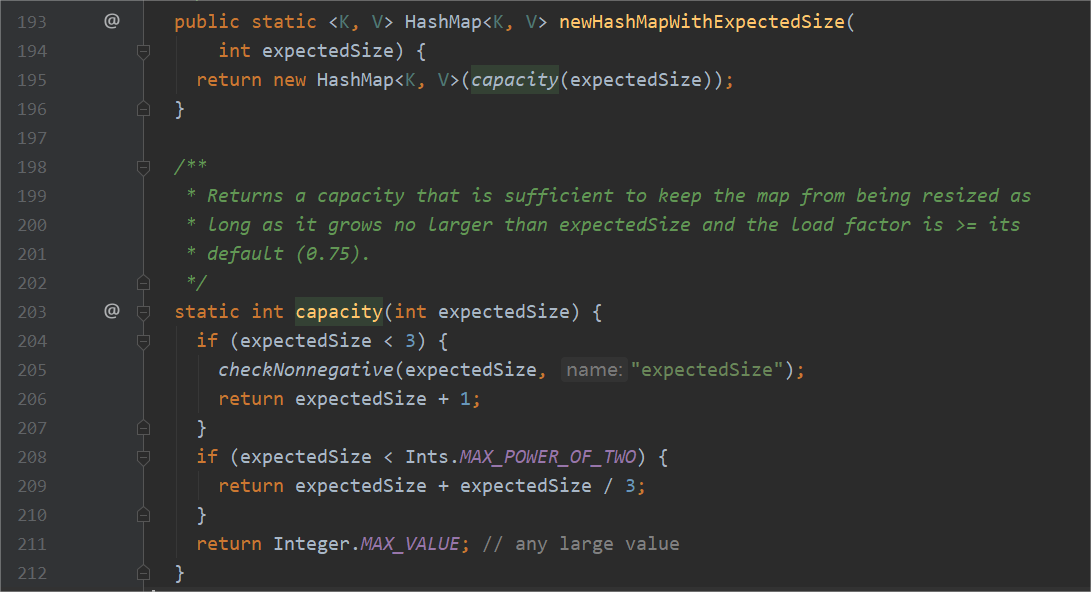 193 @ public static <K, V> HashMap<K, V> newHashMapWithExpectedSize(
194 int expectedSize) {
195 return new HashMap<K, V>(capacity(expectedSize));
196 }
197
198 /**
199 * Returns a capacity that is sufficient to keep the map from being resized as
200 * long as it grows no larger than expectedSize and the load factor is >= its
201 * default (0.75).
202 */
203 @ static int capacity(int expectedSize) {
204 if (expectedSize < 3) {
205 checkNonnegative(expectedSize, name: "expectedSize");
206 return expectedSize + 1;
207 }
208 if (expectedSize < Ints.MAX_POWER_OF_TWO) {
209 return expectedSize + expectedSize / 3;
210 }
211 return Integer.MAX_VALUE; // any large value
212 }